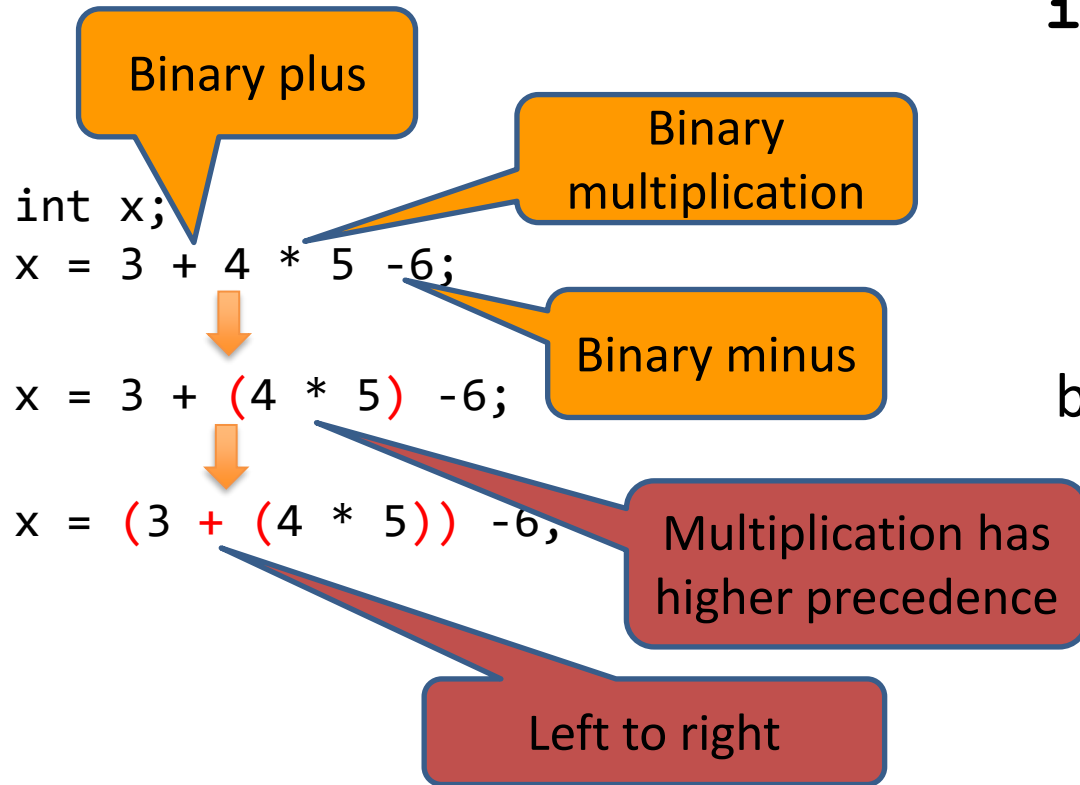 Binary plus
Binary
multiplication
int x;
x = 3 + 4 * 5 -6;
Binary minus
x = 3 + (4 * 5) -6;
b
Multiplication has
higher precedence
x = (3 + (4 * 5)) -6;
Left to right